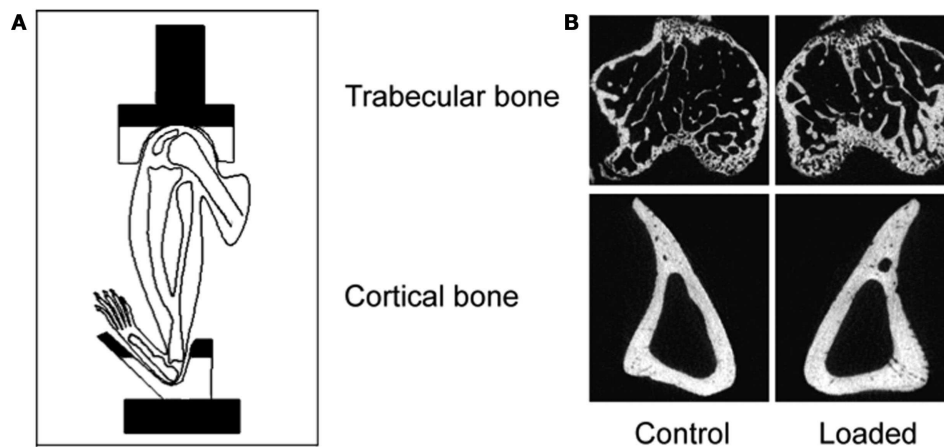 A
B
Trabecular bone
Cortical bone
Control Loaded